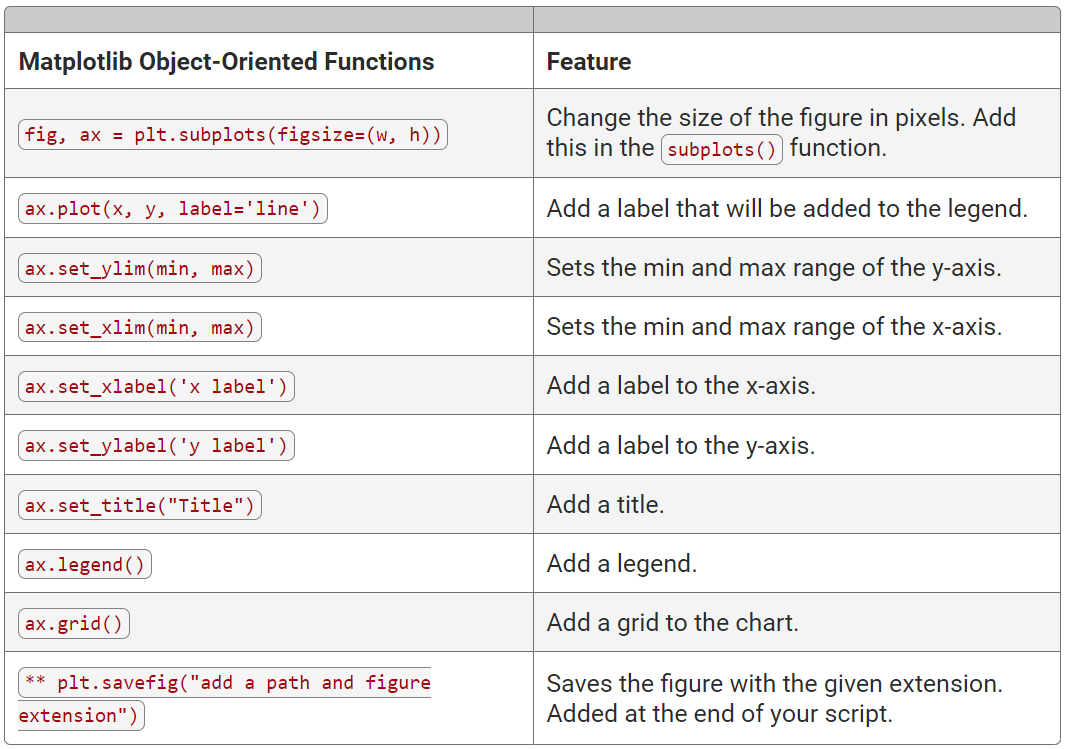 Matplotlib Object-Oriented Functions
Feature
fig, ax = plt.subplots(figsize=(w, h))
Change the size of the figure in pixels. Add
this in the subplots() function.
ax.plot(x, y, label='line')
Add a label that will be added to the legend.
ax.set_ylim(min, max)
Sets the min and max range of the y-axis.
ax.set_xlim(min, max)
Sets the min and max range of the x-axis.
ax.set_xlabel('x label')
Add a label to the x-axis.
ax.set_ylabel('y label')
Add a label to the y-axis.
ax.set_title("Title")
Add a title.
ax.legend()
Add a legend.
ax.grid()
Add a grid to the chart.
** plt.savefig("add a path and figure
extension")
Saves the figure with the given extension.
Added at the end of your script.